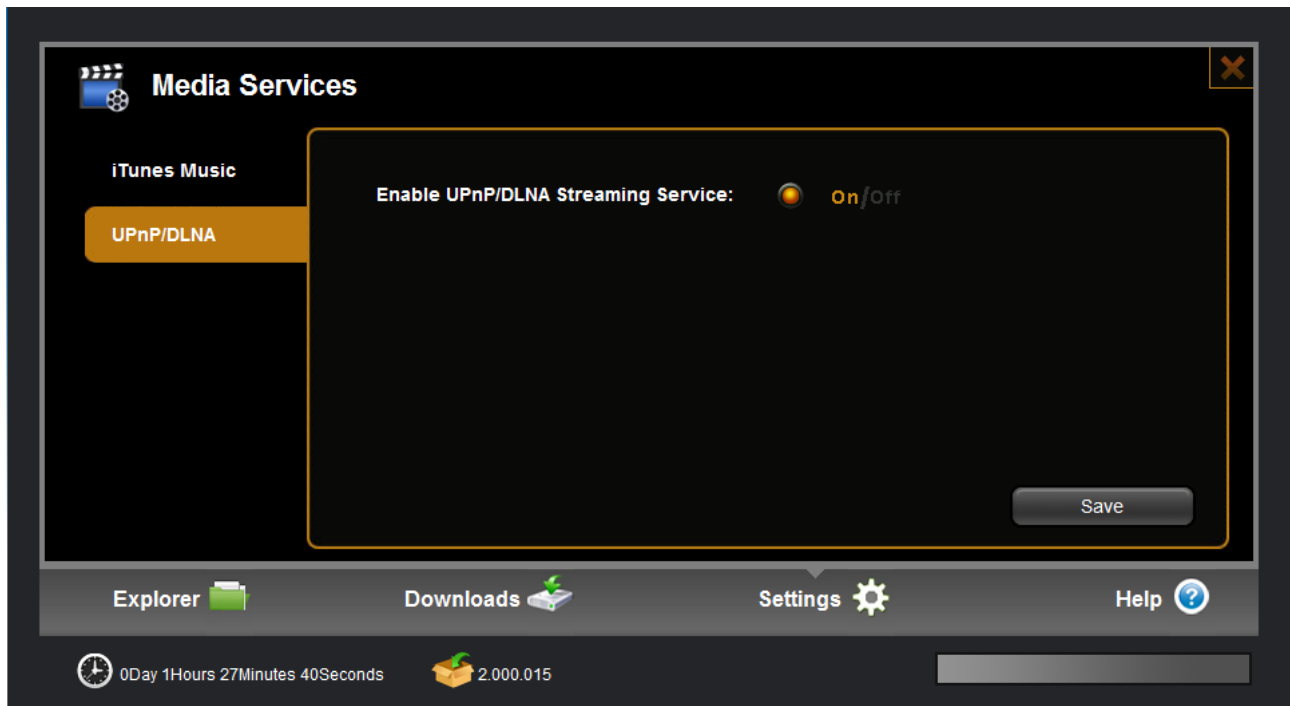 Media Services
iTunes Music
UPnP/DLNA
Enable UPnP/DLNA Streaming Service: On/Off
Save
Explorer Downloads Settings Help ?
0Day 1Hours 27Minutes 40Seconds 2.000.015